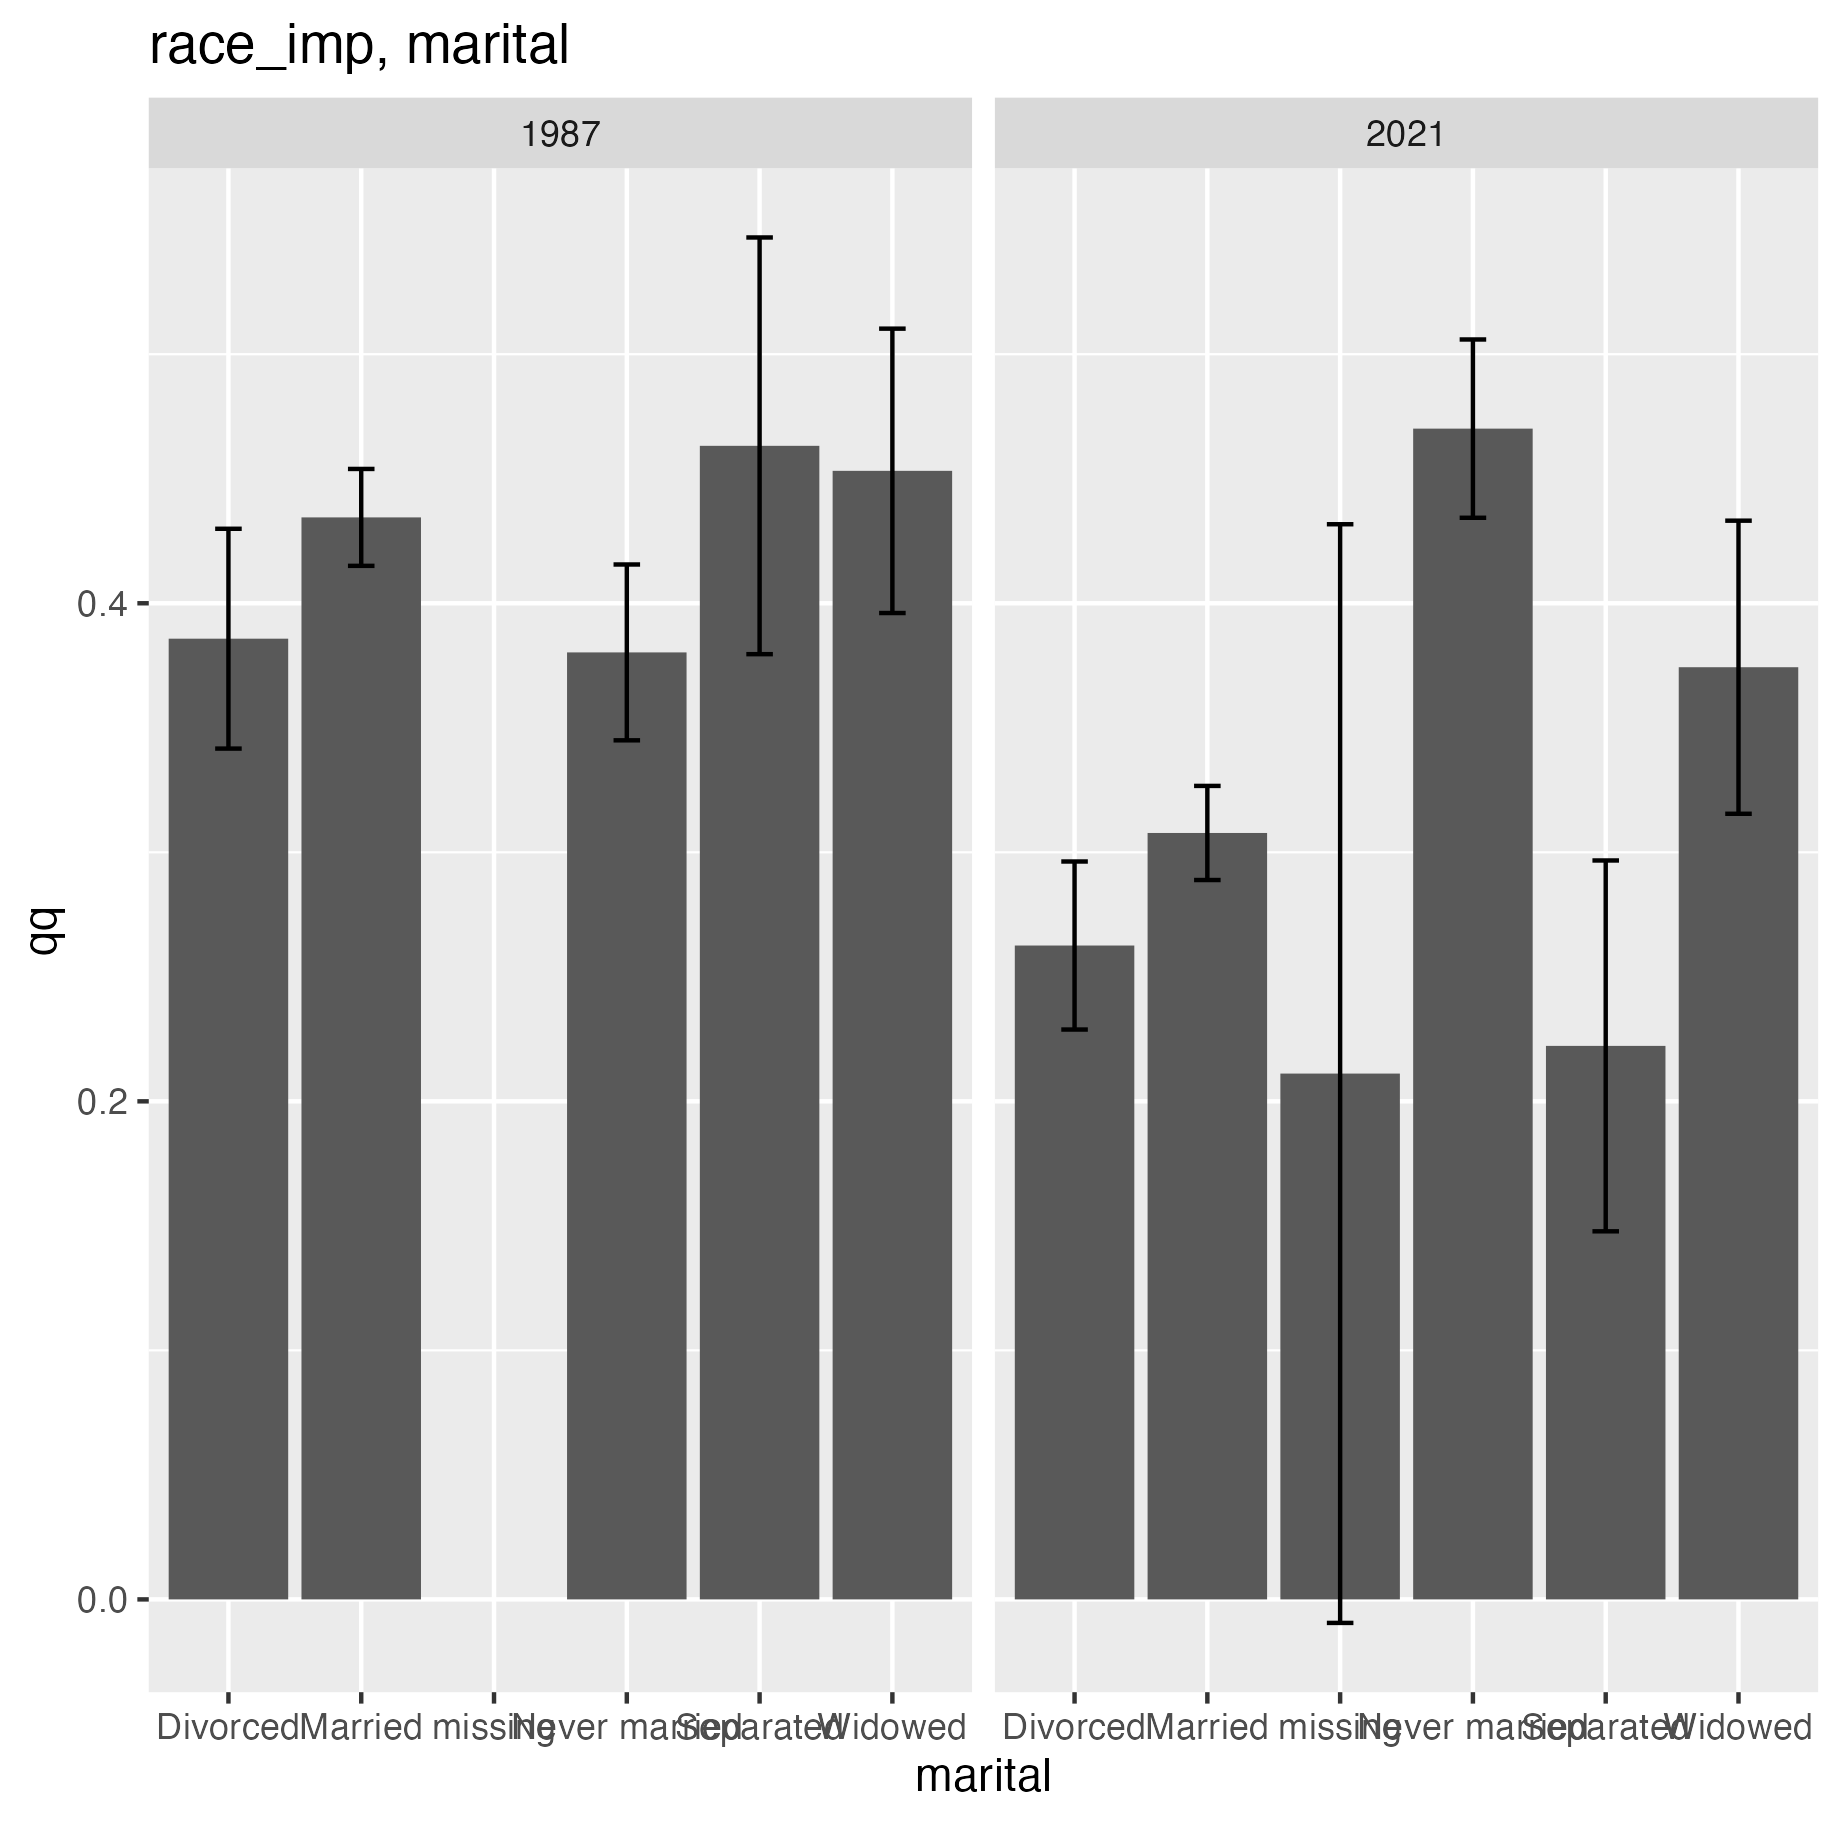 race_imp, marital
1987 2021
qq
0.4
0.2
0.0
Divorced Married missing Never married Separated Widowed Divorced Married missing Never married Separated Widowed
marital